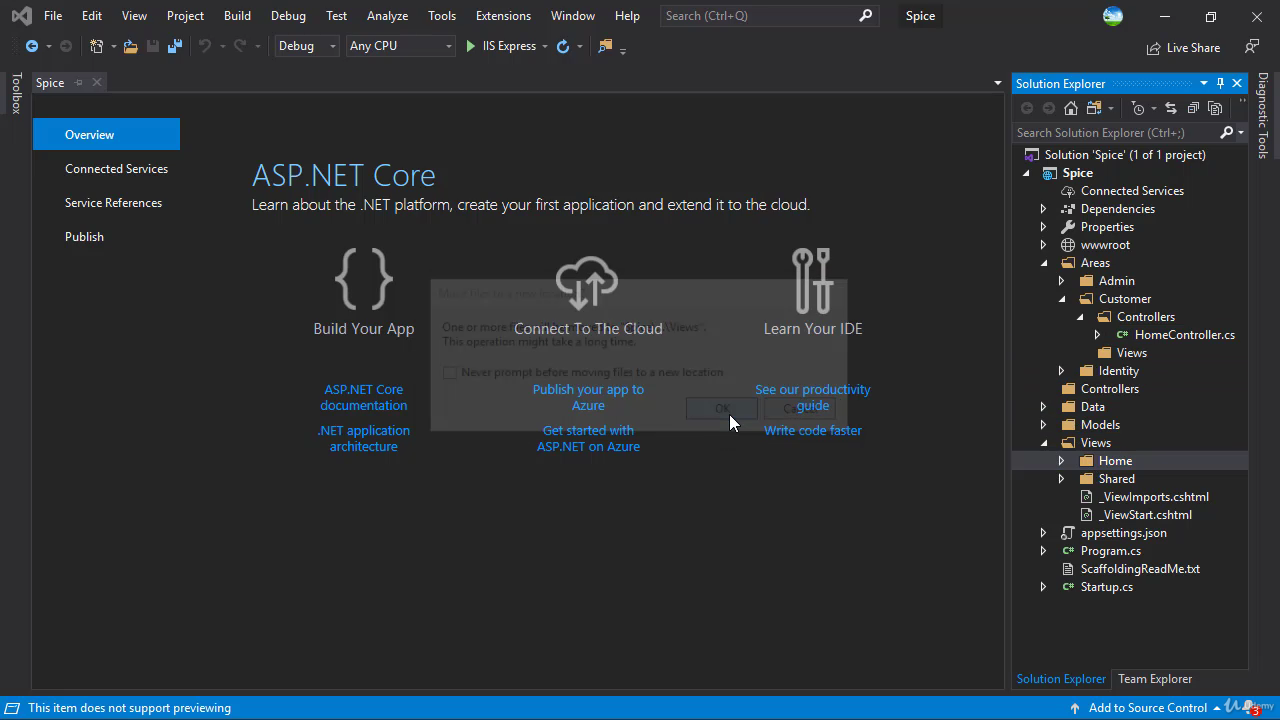 File Edit View Project Build Debug Test Analyze Tools Extensions Window Help Search (Ctrl+Q) Spice
Debug Any CPU IIS Express Live Share
Toolbox
Spice
Overview
Connected Services
Service References
Publish
ASP.NET Core
Learn about the .NET platform, create your first application and extend it to the cloud.
Build Your App
ASP.NET Core
documentation
.NET application
architecture
Connect To The Cloud
Publish your app to
Azure
Get started with
ASP.NET on Azure
Learn Your IDE
See our productivity
guide
Write code faster
Move files to a new
One or more \Views".
This operation might take a long time.
Never prompt before moving files to a new location
OK
Solution Explorer
Search Solution Explorer (Ctrl+;)
Solution 'Spice' (1 of 1 project)
Spice
Connected Services
Dependencies
Properties
wwwroot
Areas
Admin
Customer
Controllers
HomeController.cs
Views
Identity
Controllers
Data
Models
Views
Home
Shared
_ViewImports.cshtml
_ViewStart.cshtml
appsettings.json
Program.cs
ScaffoldingReadMe.txt
Startup.cs
Solution Explorer Team Explorer
Diagnostic Tools
This item does not support previewing
Add to Source Control
3
Udemy